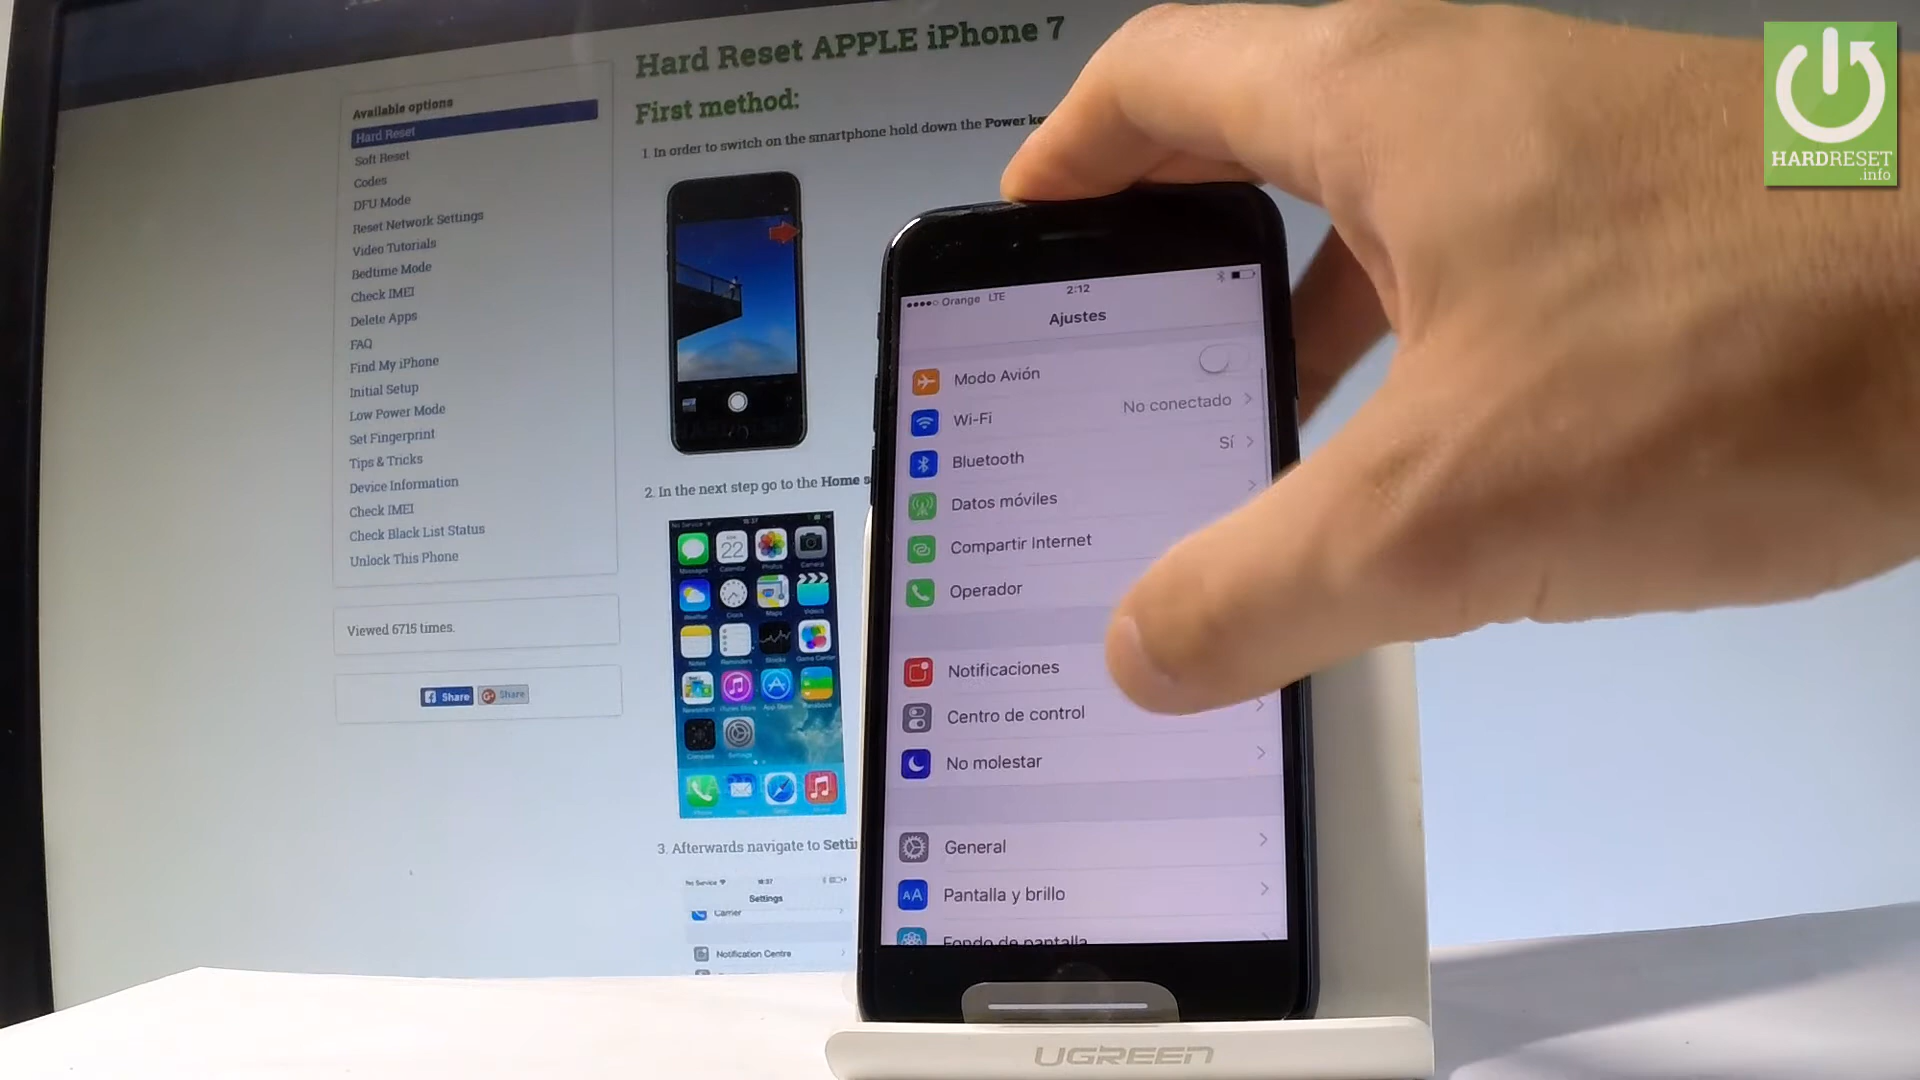 Hard Reset APPLE iPhone 7
First method:
1. In order to switch on the smartphone hold down the Power
Available options
Hard Reset
Soft Reset
Codes
DFU Mode
Reset Network Settings
Video Tutorials
Bedtime Mode
Check IMEI
Delete Apps
FAQ
Find My iPhone
Initial Setup
Low Power Mode
Set Fingerprint
Tips & Tricks
Device Information
Check IMEI
Check Black List Status
Unlock This Phone
Viewed 6715 times.
Share
Share
2. In the next step go to the Home
22
3. Afterwards navigate to
No Service
18:37
Settings
Carrier
Notification Centre
Orange LTE
2:12
Ajustes
Modo Avión
Wi-Fi
No conectado
Bluetooth
Sí
Datos móviles
Compartir Internet
Operador
Notificaciones
Centro de control
No molestar
General
AA
Pantalla y brillo
Fondo de pantalla
UGREEN
HARDRESET
.info